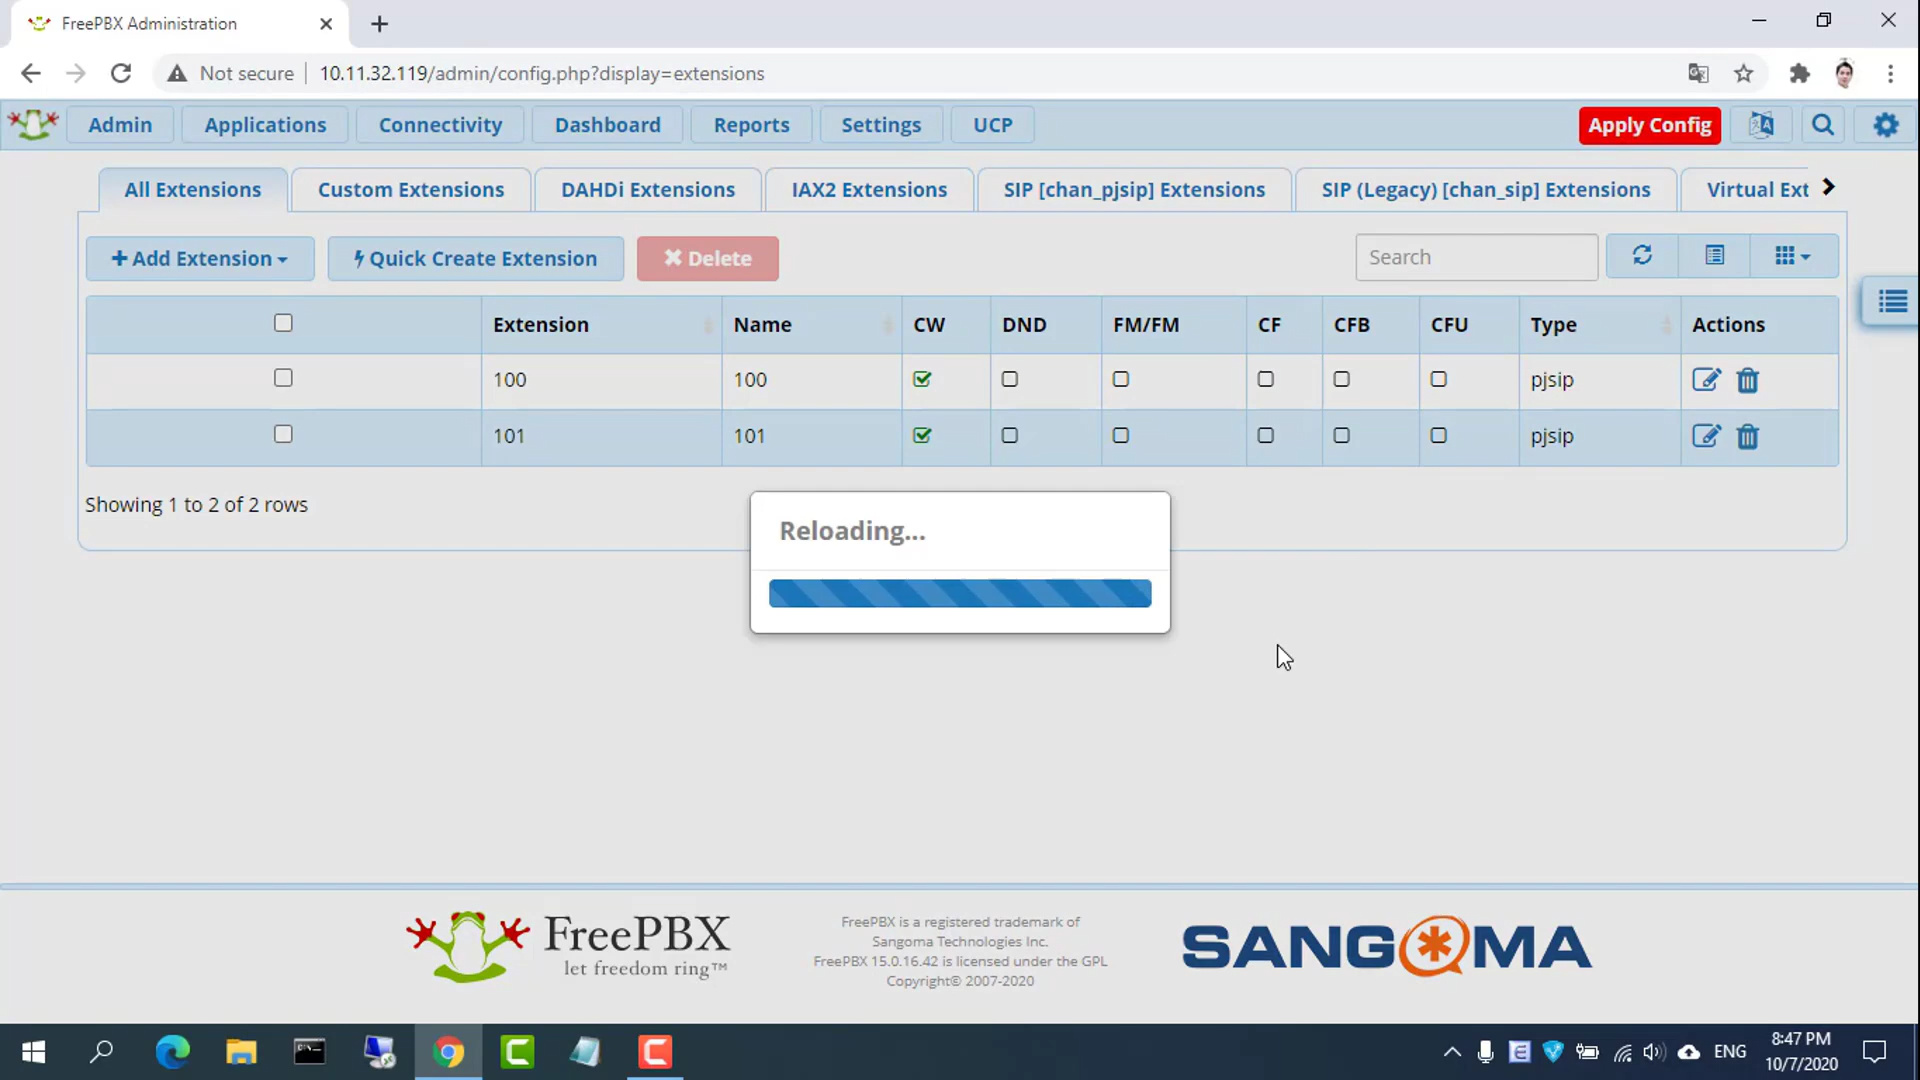 FreePBX Administration
Not secure
10.11.32.119/admin/config.php?display=extensions
Admin
Applications
Connectivity
Dashboard
Reports
Settings
UCP
Apply Config
All Extensions
Custom Extensions
DAHDi Extensions
IAX2 Extensions
SIP [chan_pjsip] Extensions
SIP (Legacy) [chan_sip] Extensions
Virtual Ext
Add Extension
Quick Create Extension
Delete
Search
Extension Name CW DND FM/FM CF CFB CFU Type Actions
100 100 pjsip
101 101 pjsip
Showing 1 to 2 of 2 rows
Reloading...
FreePBX
let freedom ring™
FreePBX is a registered trademark of
Sangoma Technologies Inc.
FreePBX 15.0.16.42 is licensed under the GPL
Copyright© 2007-2020
SANGOMA
ENG
8:47 PM
10/7/2020